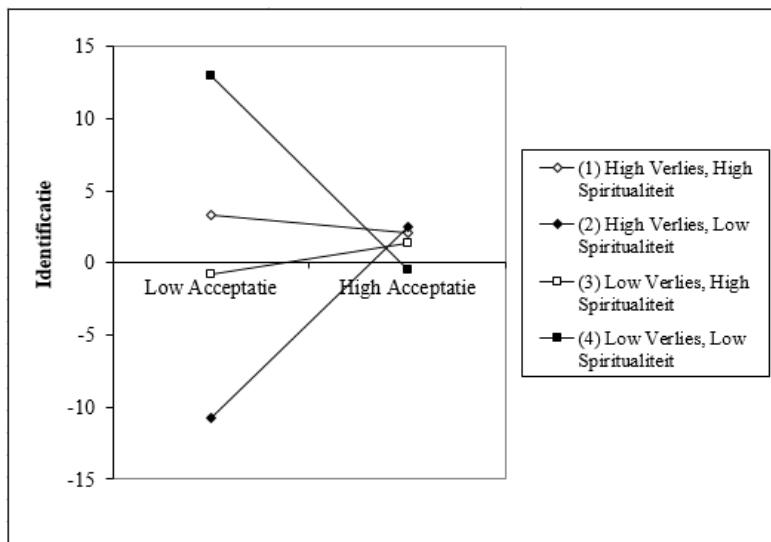 15
10
5
0
-5
-10
-15
Identificatie
Low Acceptatie
High Acceptatie
(1) High Verlies, High
Spiritualiteit
(2) High Verlies, Low
Spiritualiteit
(3) Low Verlies, High
Spiritualiteit
(4) Low Verlies, Low
Spiritualiteit